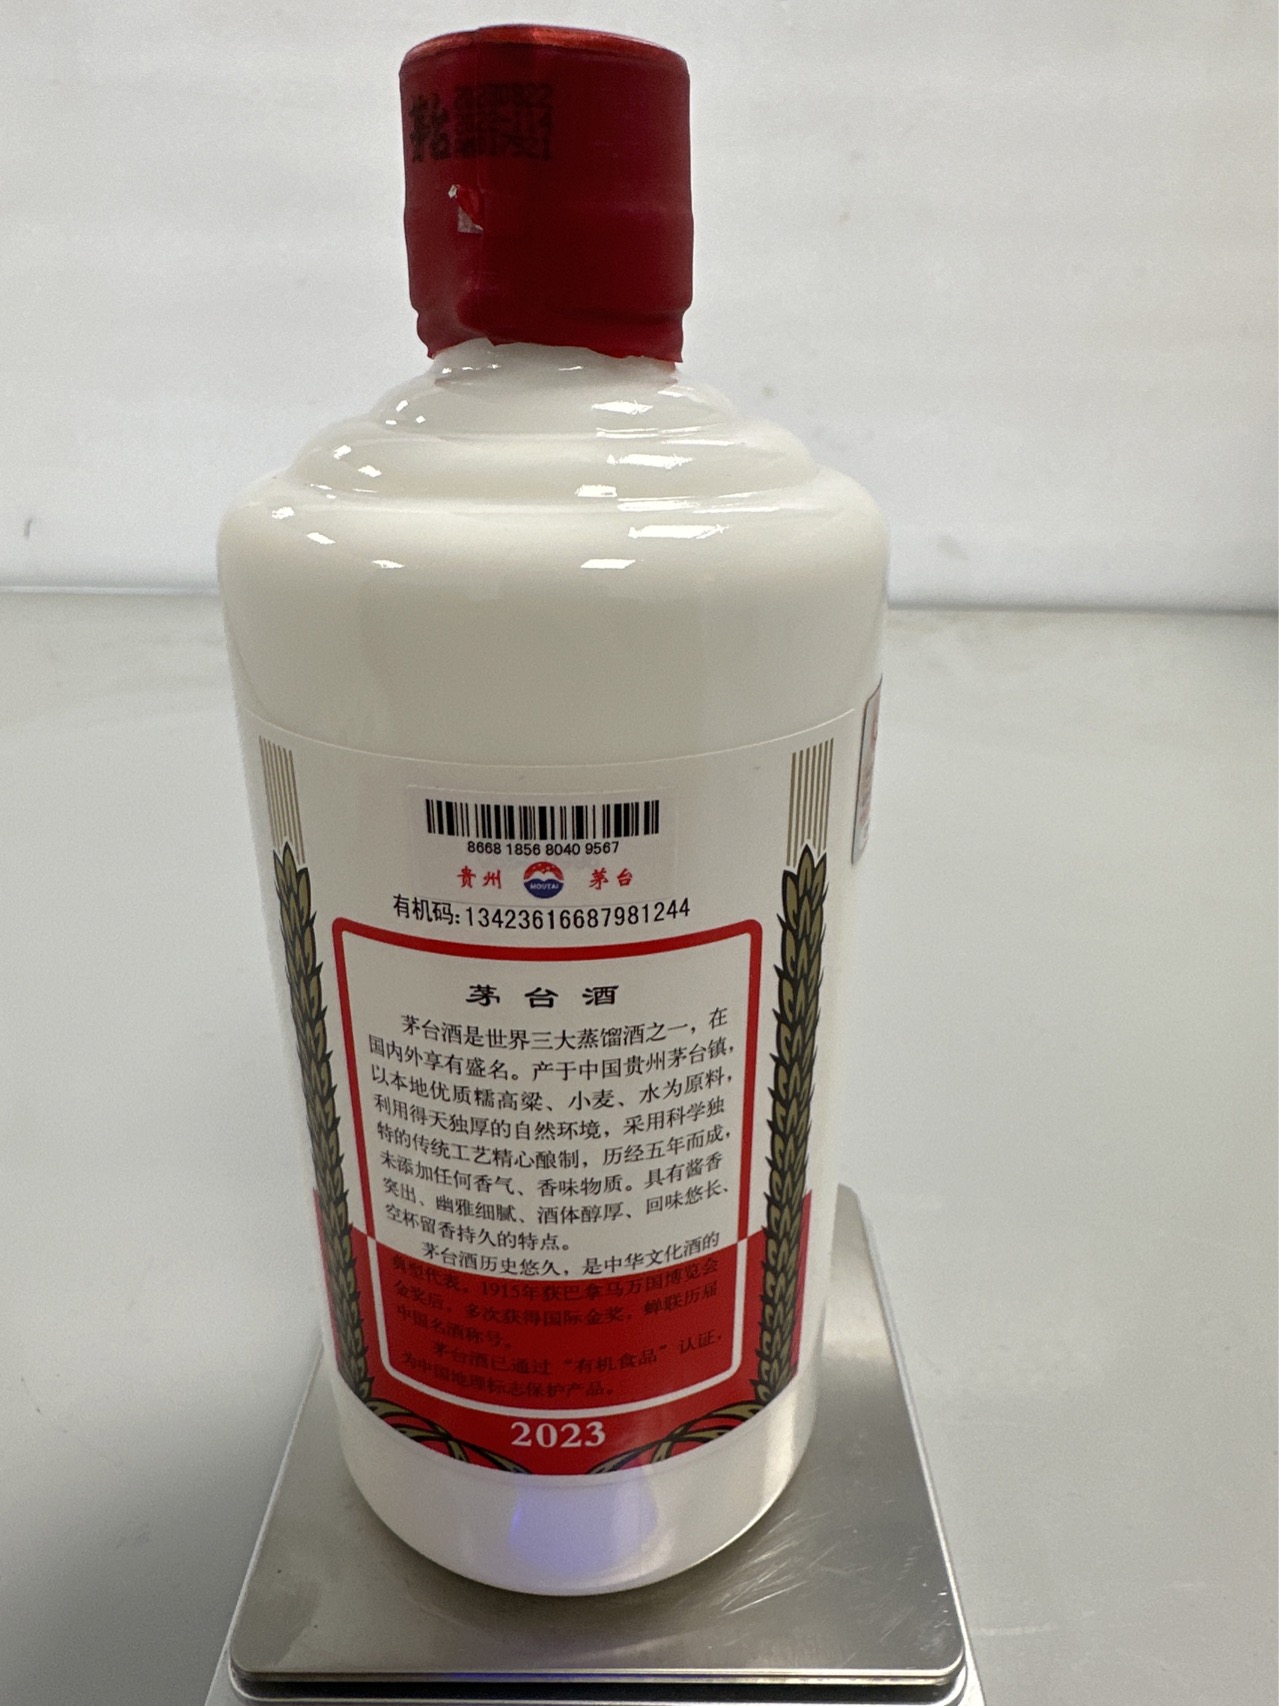 茅台
8668 1856 8040 9567
贵州
MOUTAI
茅台
有机码:13423616687981244
茅台酒
茅台酒是世界三大蒸馏酒之一，在
国内外享有盛名。产于中国贵州茅台镇，
以本地优质糯高粱、小麦、水为原料，
利用得天独厚的自然环境，采用科学独
特的传统工艺精心酿制，历经五年而成，
未添加任何香气、香味物质。具有酱香
突出、幽雅细腻、酒体醇厚、回味悠长、
空杯留香持久的特点。
茅台酒历史悠久，是中华文化酒的
典型代表。1915年获巴拿马万国博览会
金奖后，多次获得国际金奖，蝉联历届
中国名酒称号。
茅台酒已通过“有机食品”认证，
为中国地理标志保护产品。
2023